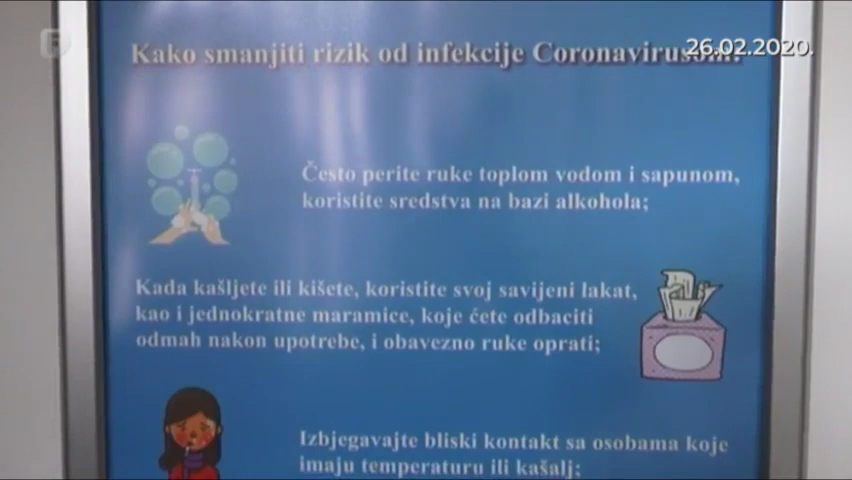 Kako smanjiti rizik od infekcije Coronavirusom?
26.02.2020.
Često perite ruke toplom vodom i sapunom,
koristite sredstva na bazi alkohola;
Kada kašljete ili kišete, koristite svoj savijeni lakat,
kao i jednokratne maramice, koje ćete odbaciti
odmah nakon upotrebe, i obavezno ruke oprati;
Izbjegavajte bliski kontakt sa osobama koje
imaju temperaturu ili kašalj;